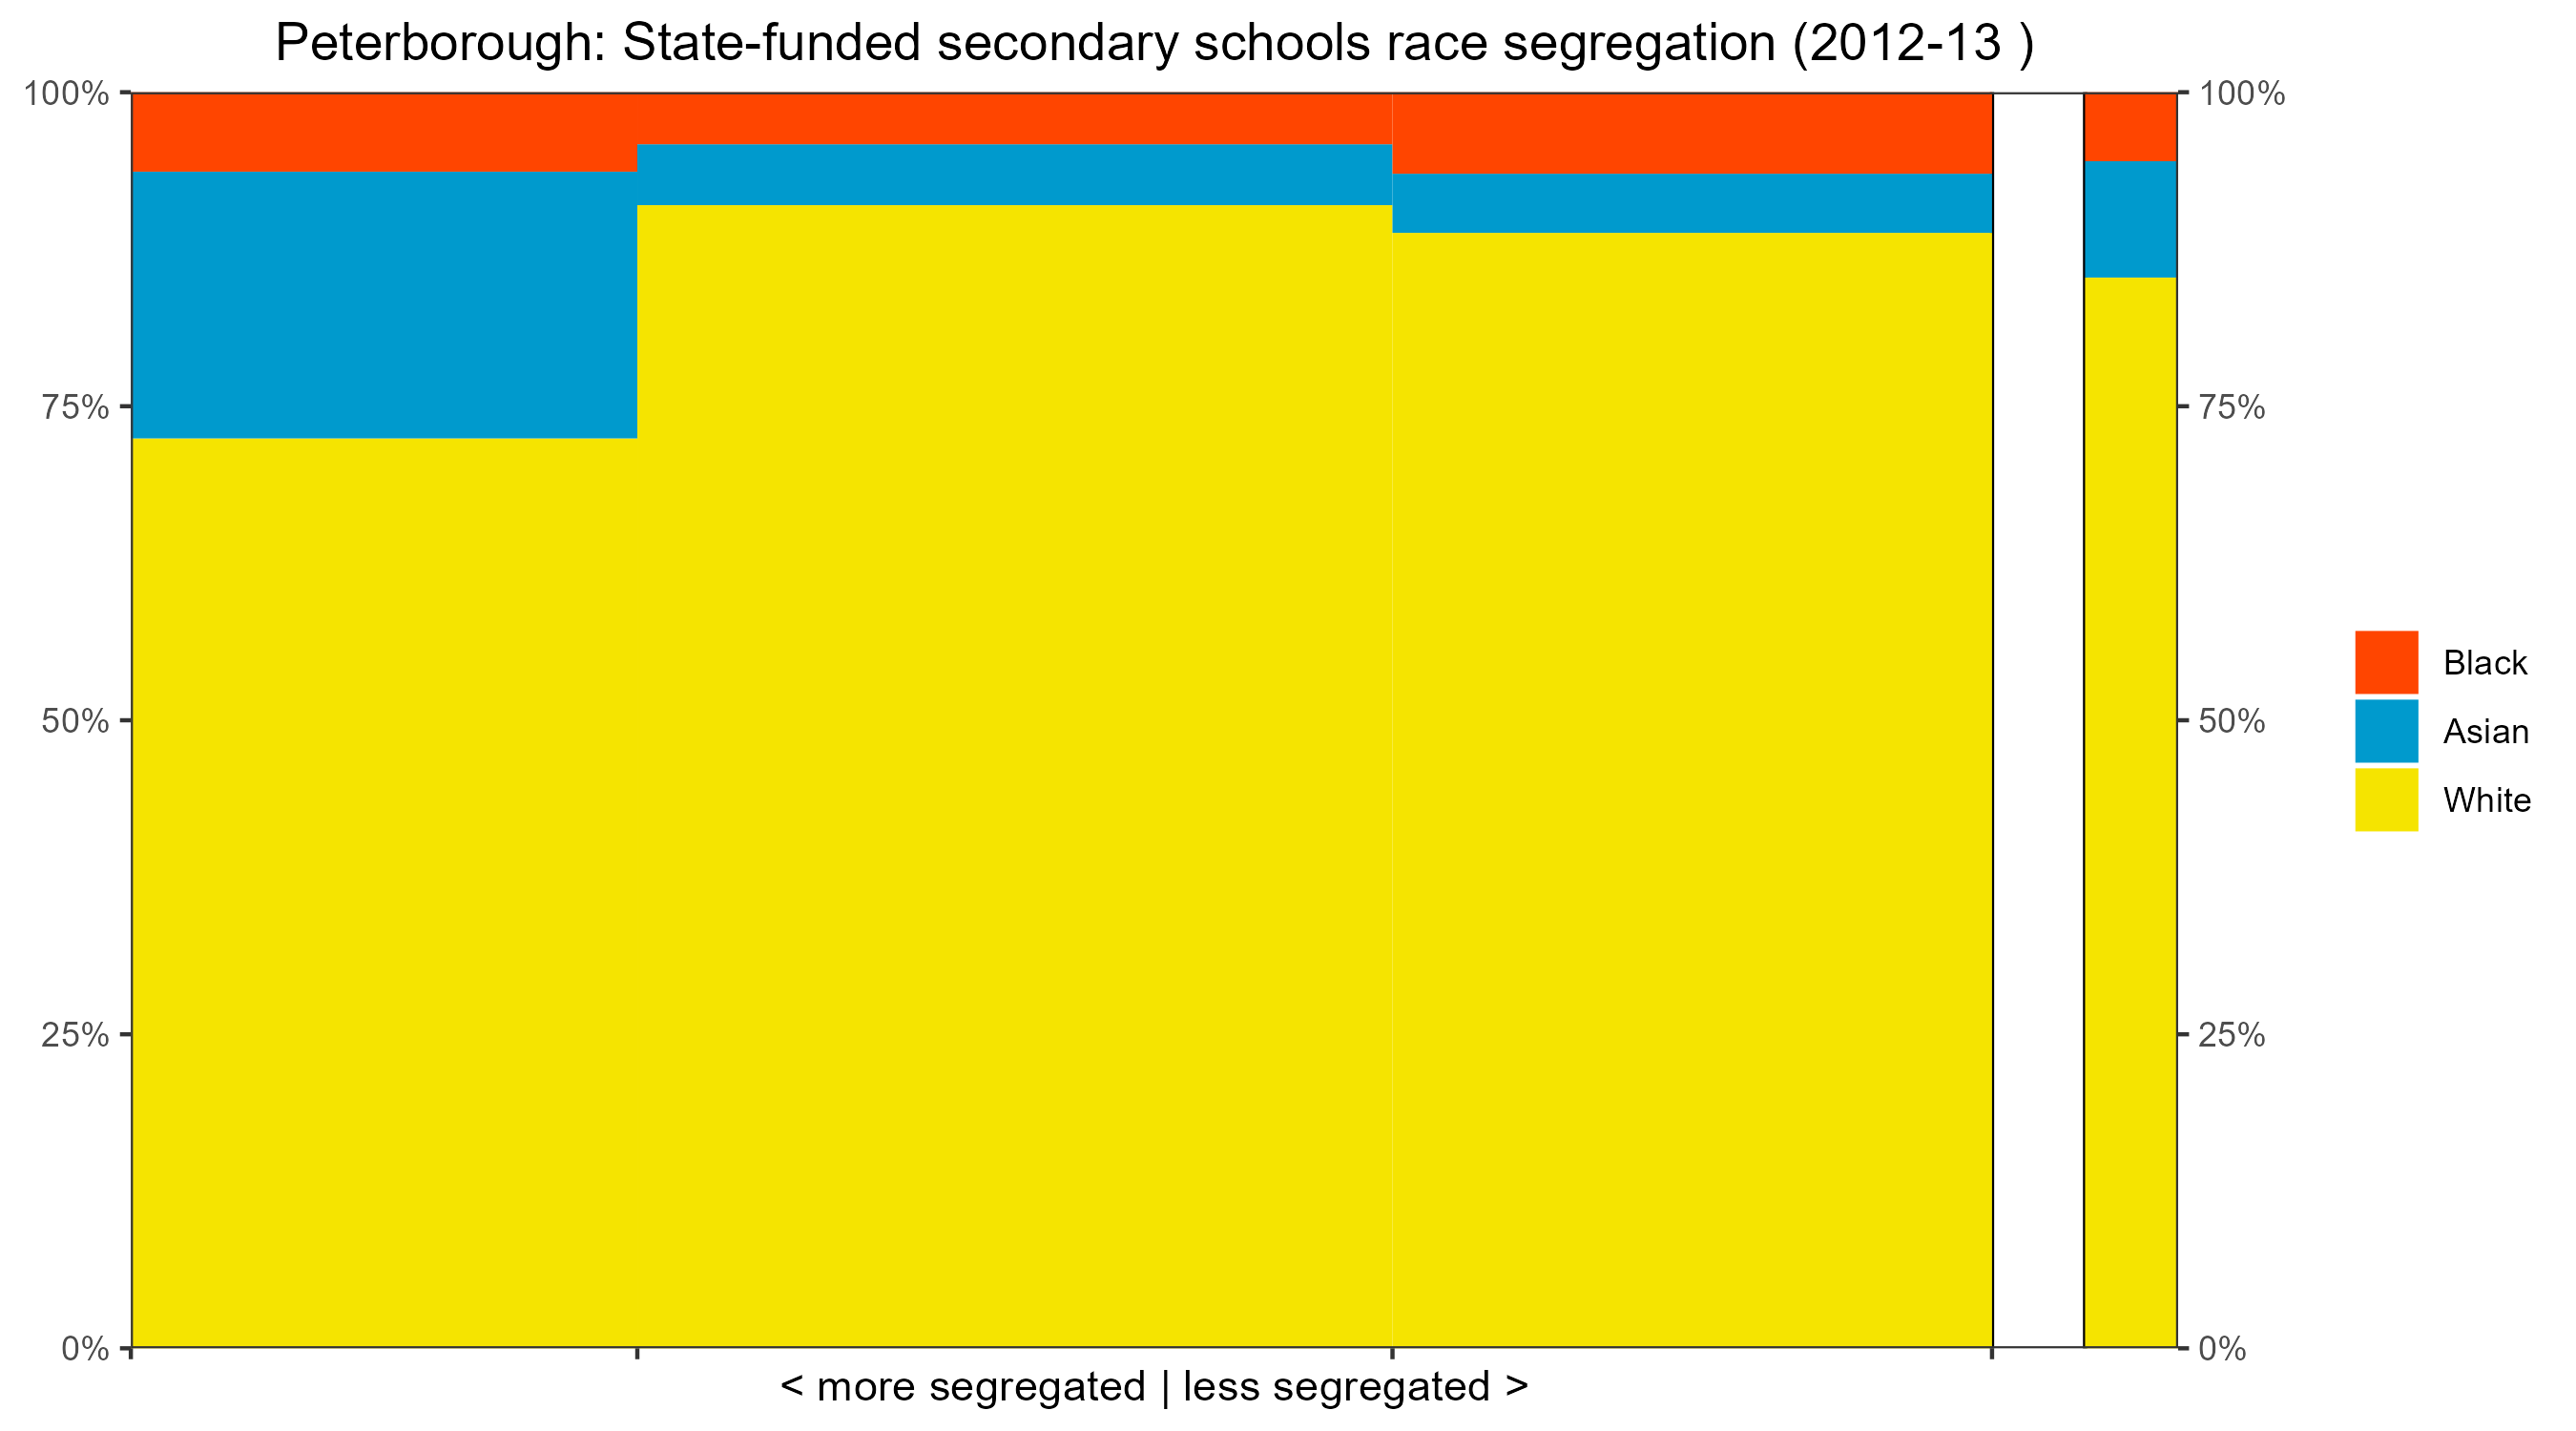 Peterborough: State-funded secondary schools race segregation (2012-13 )
100%
75%
50%
25%
0%
100%
75%
50%
25%
0%
Black
Asian
White
< more segregated | less segregated >